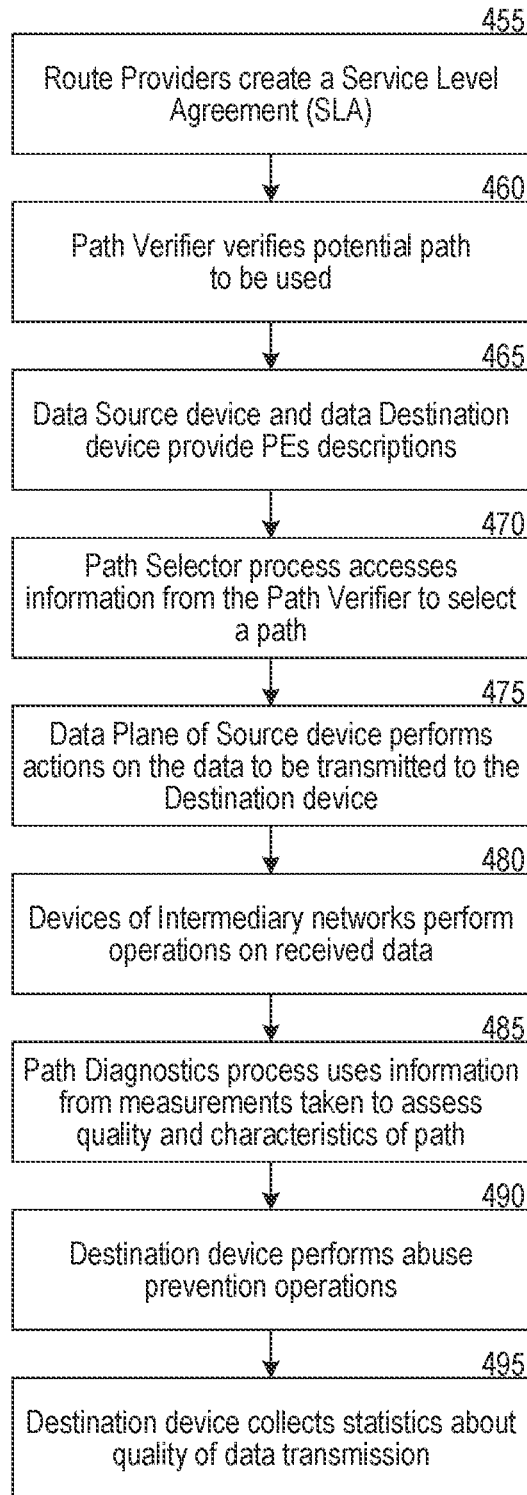 455
Route Providers create a Service Level
Agreement (SLA)
460
Path Verifier verifies potential path
to be used
465
Data Source device and data Destination
device provide PEs descriptions
470
Path Selector process accesses
information from the Path Verifier to select
a path
475
Data Plane of Source device performs
actions on the data to be transmitted to the
Destination device
480
Devices of Intermediary networks perform
operations on received data
485
Path Diagnostics process uses information
from measurements taken to assess
quality and characteristics of path
490
Destination device performs abuse
prevention operations
495
Destination device collects statistics about
quality of data transmission